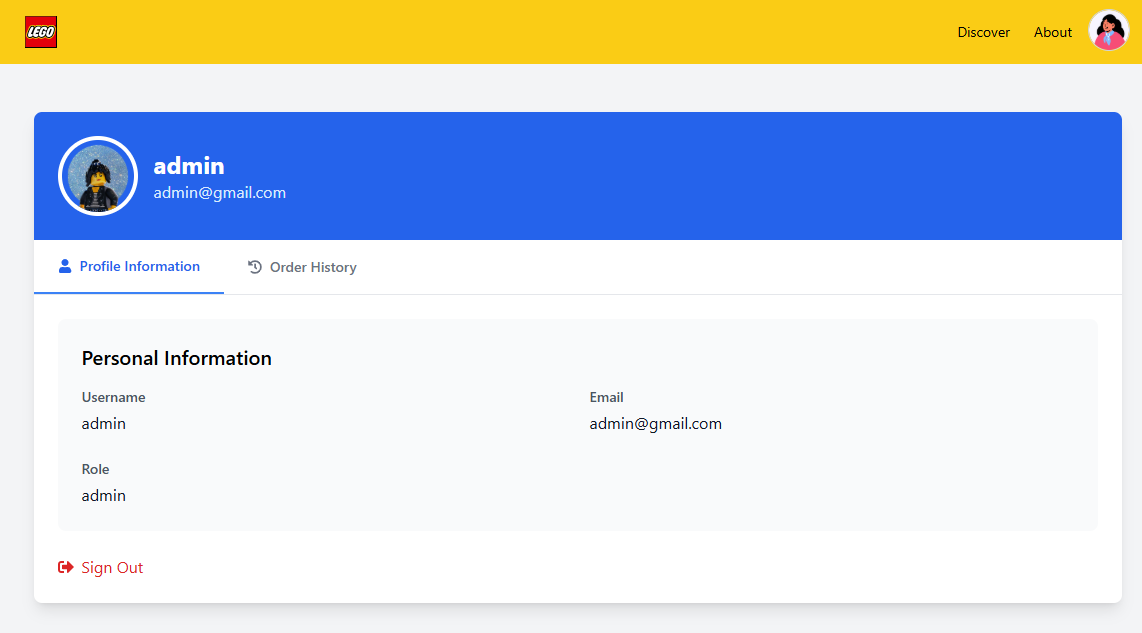 LEGO
Discover
About
admin
admin@gmail.com
Profile Information
Order History
Personal Information
Username
Email
admin
admin@gmail.com
Role
admin
Sign Out